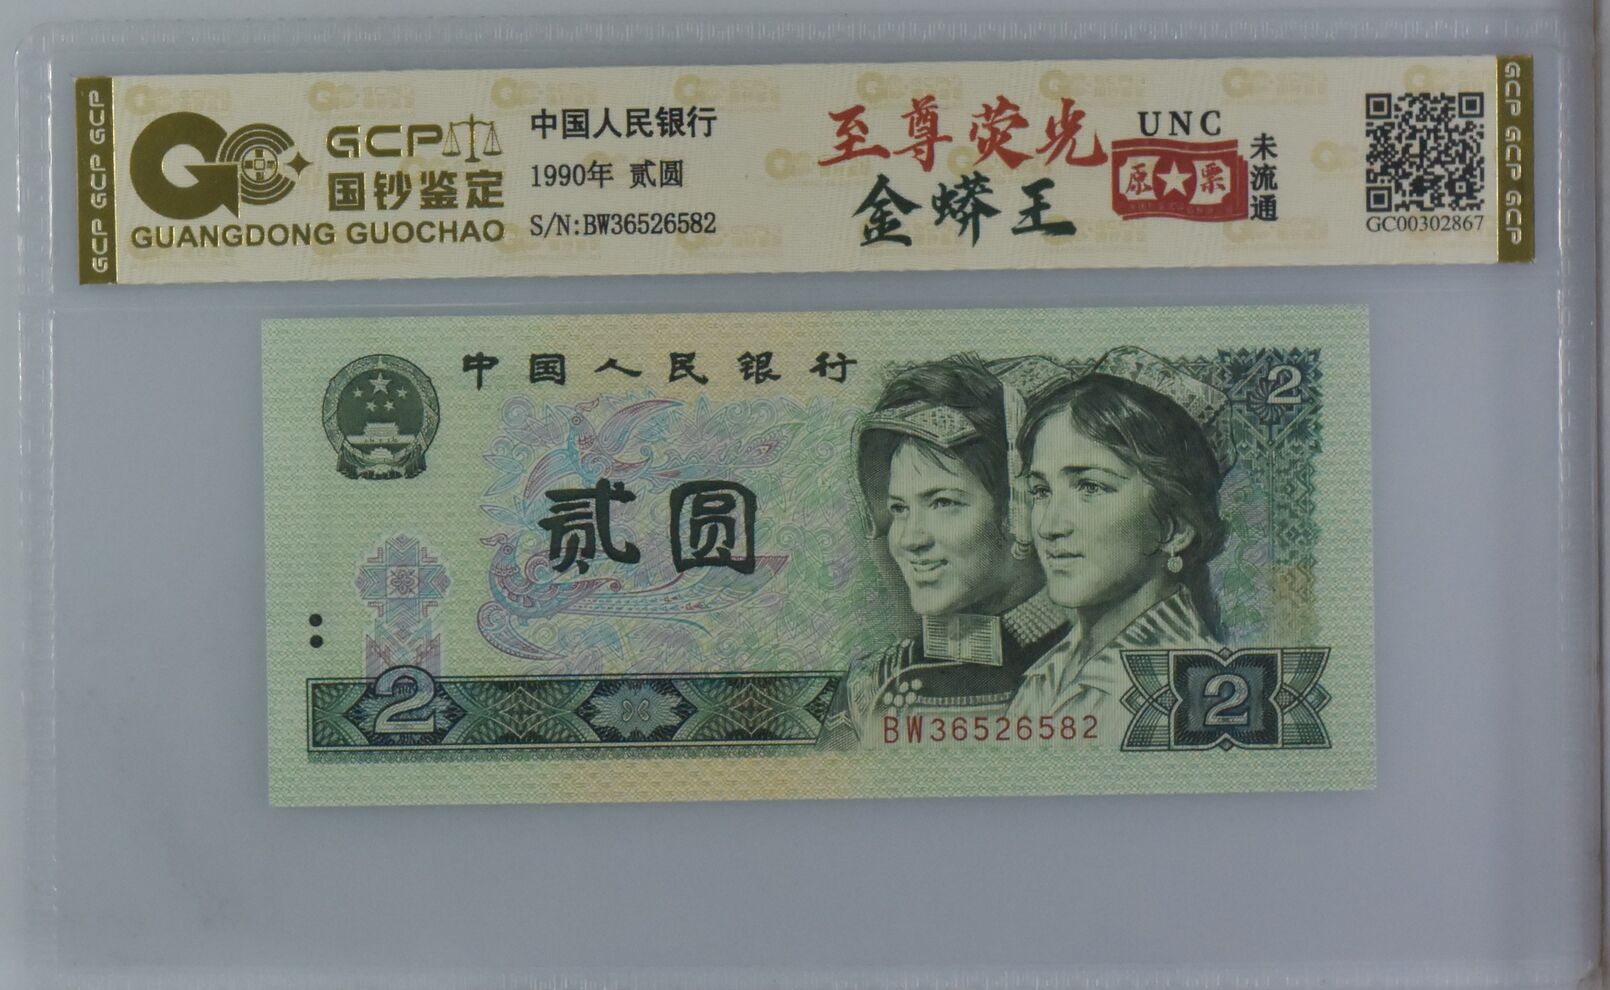 GCP GCP GCP
GCP
国钞鉴定
GUANGDONG GUOCHAO
中国人民银行
1990年 贰圆
S/N:BW36526582
至尊荧光
金蟒王
UNC
原★票
未流通
GC00302867
GCP GCP GCP
中国人民银行
2
贰圆
2
BW36526582
2